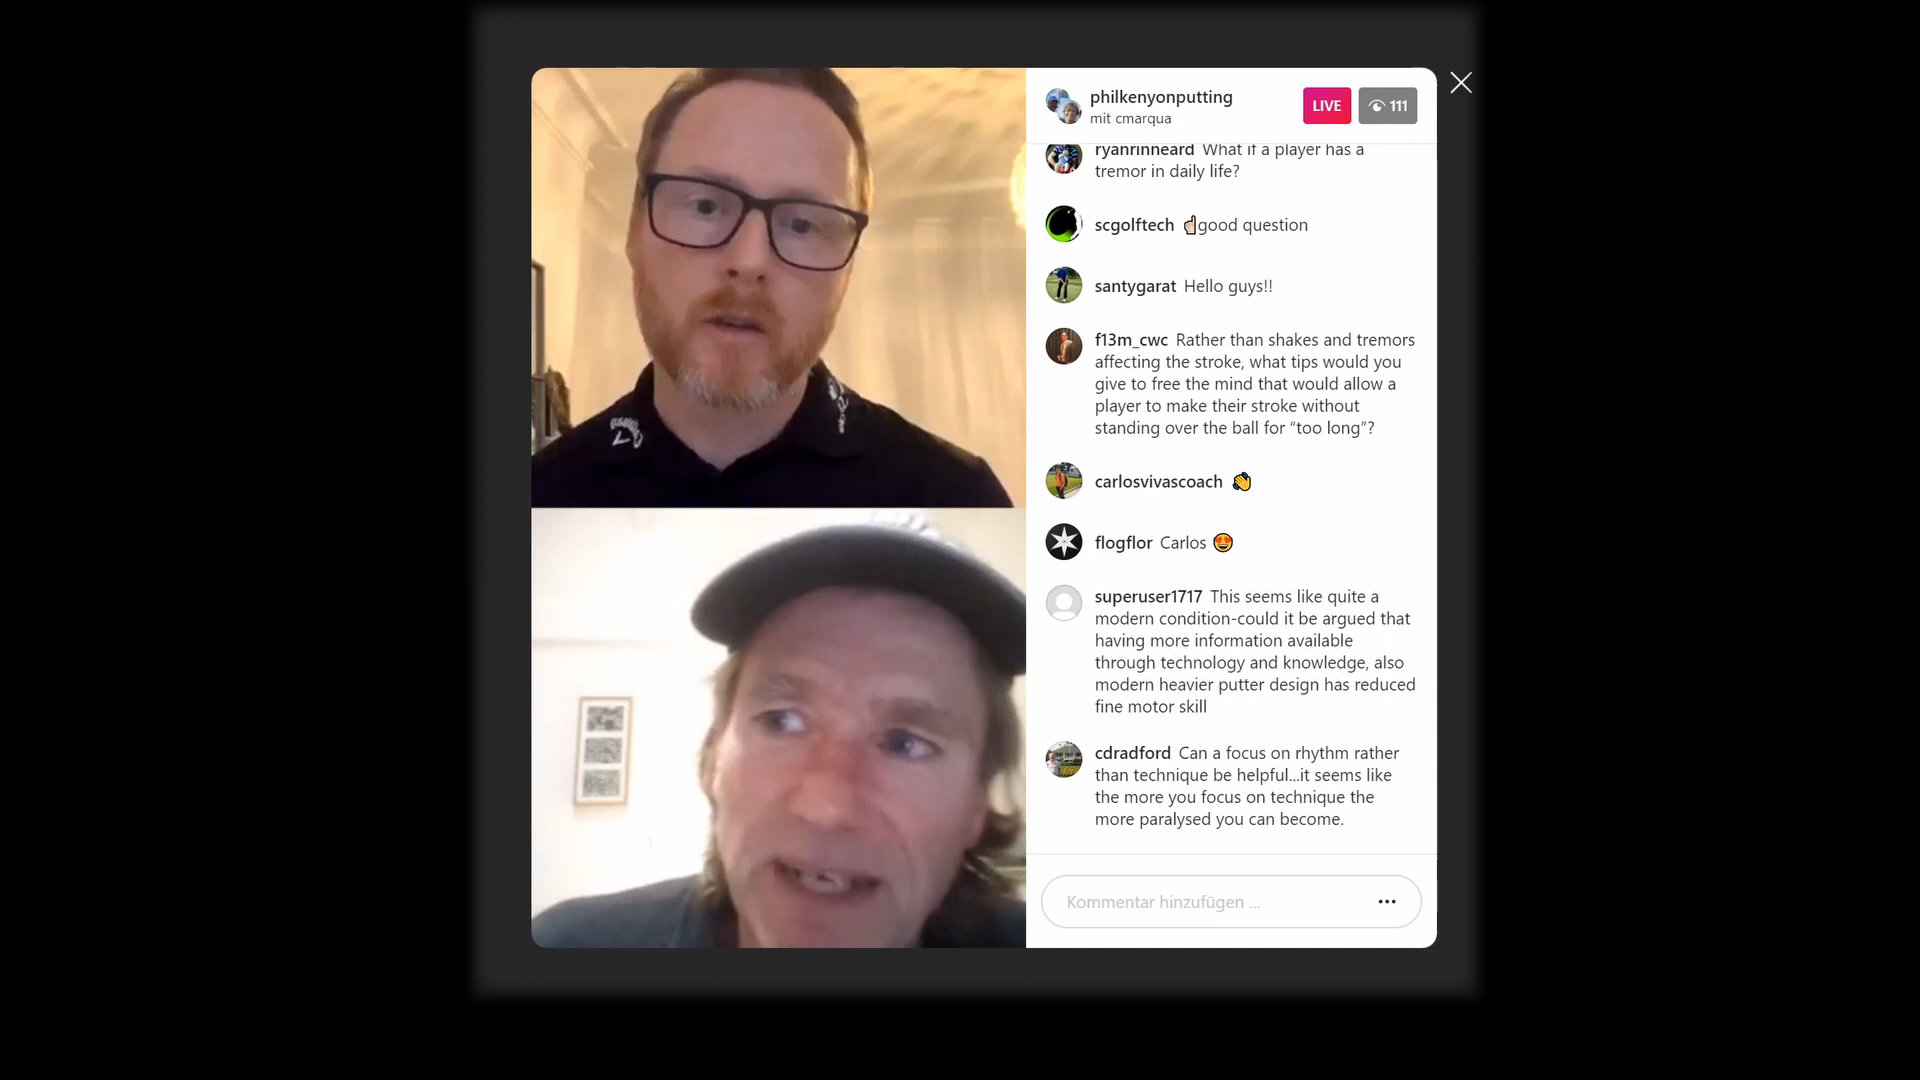 philkenyonputting
mit cmarqua
LIVE
111
ryanrinheard What if a player has a
tremor in daily life?
scgolftech ☝🏻good question
santygarat Hello guys!!
f13m_cwc Rather than shakes and tremors
affecting the stroke, what tips would you
give to free the mind that would allow a
player to make their stroke without
standing over the ball for “too long”?
carlosvivascoach 👏
flogflor Carlos 😍
superuser1717 This seems like quite a
modern condition-could it be argued that
having more information available
through technology and knowledge, also
modern heavier putter design has reduced
fine motor skill
cdradford Can a focus on rhythm rather
than technique be helpful...it seems like
the more you focus on technique the
more paralysed you can become.
Kommentar hinzufügen ...